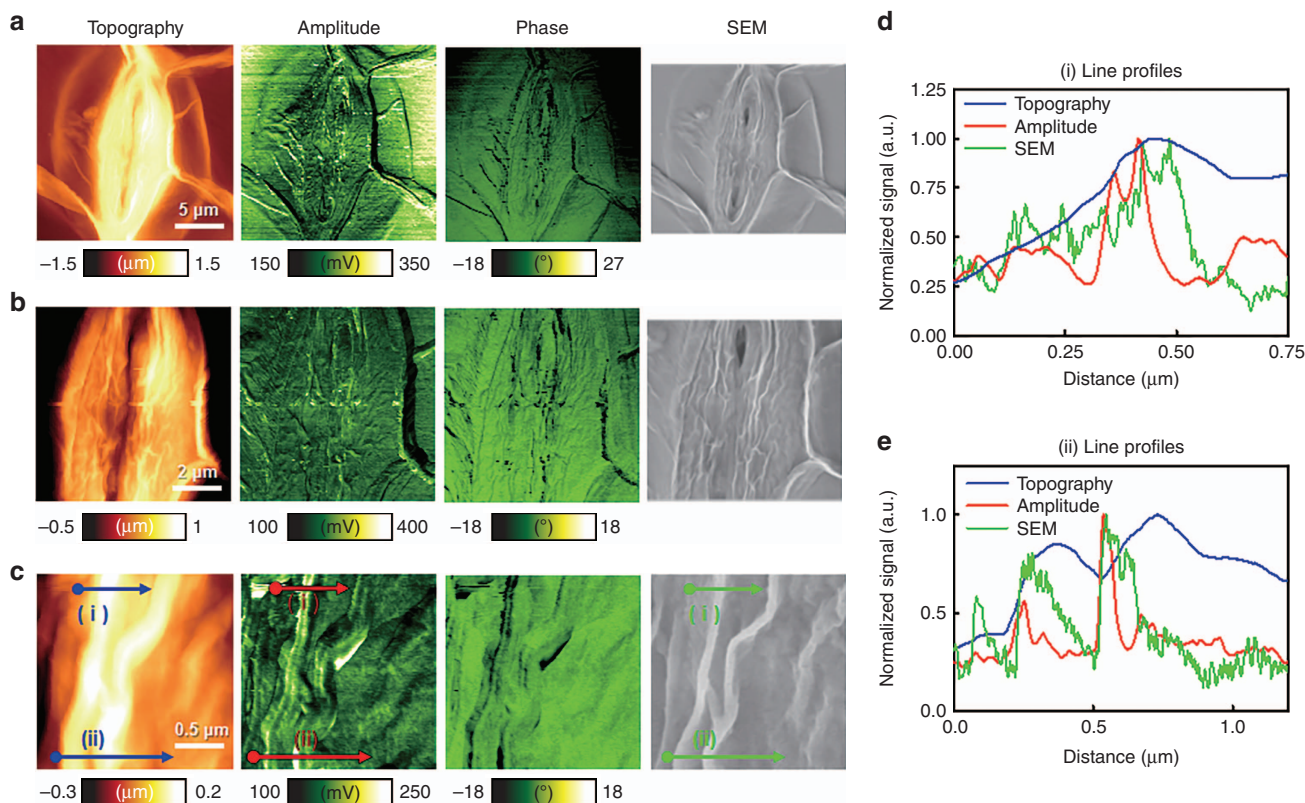 a
Topography
Amplitude
Phase
SEM
5 μm
–1.5 (μm) 1.5
150 (mV) 350
–18 (°) 27
b
2 μm
–0.5 (μm) 1
100 (mV) 400
–18 (°) 18
c
( i )
( i )
( i )
(ii)
(ii)
(ii)
0.5 μm
–0.3 (μm) 0.2
100 (mV) 250
–18 (°) 18
d
(i) Line profiles
Normalized signal (a.u.)
1.25
1.00
0.75
0.50
0.25
0.00
Topography
Amplitude
SEM
0.00 0.25 0.50 0.75
Distance (μm)
e
(ii) Line profiles
Normalized signal (a.u.)
1.0
0.5
0.0
Topography
Amplitude
SEM
0.0 0.5 1.0
Distance (μm)